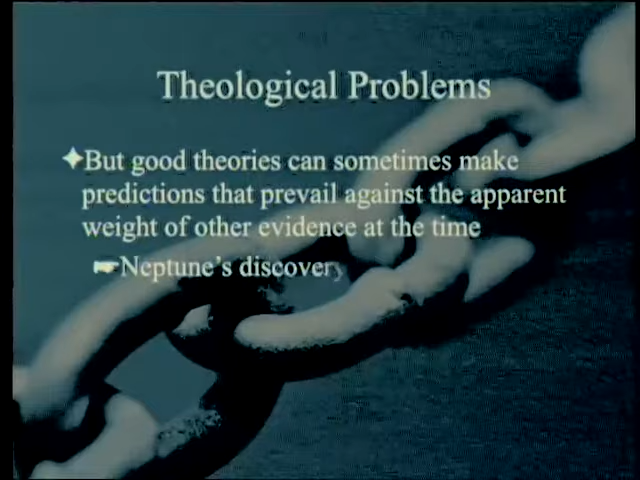 Theological Problems
✦But good theories can sometimes make
predictions that prevail against the apparent
weight of other evidence at the time
☛Neptune's discovery